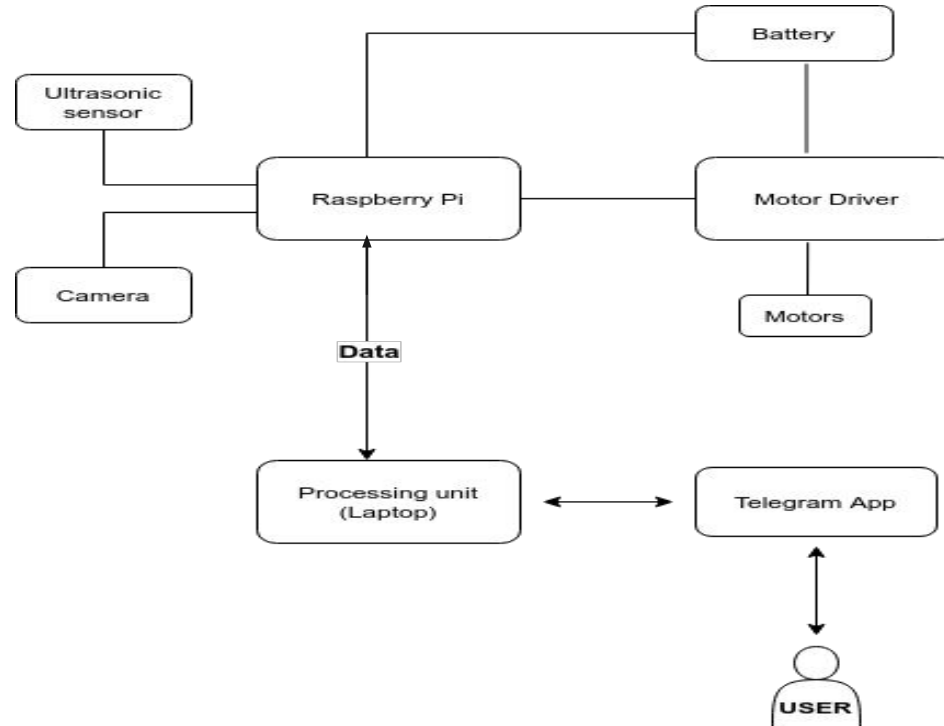 Battery
Ultrasonic
sensor
Raspberry Pi
Motor Driver
Camera
Motors
Data
Processing unit
(Laptop)
Telegram App
USER